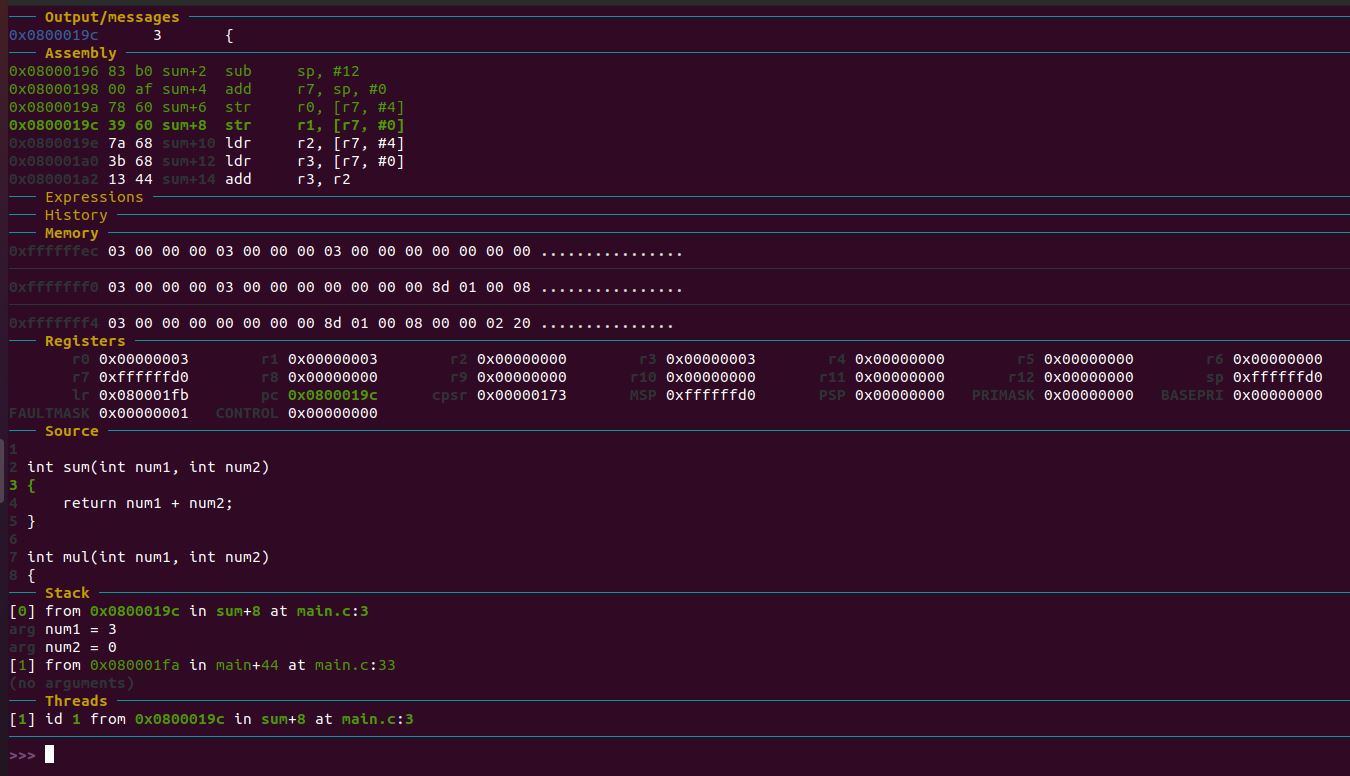 Output/messages
0x0800019c 3 {
Assembly
0x08000196 83 b0 sum+2 sub sp, #12
0x08000198 00 af sum+4 add r7, sp, #0
0x0800019a 78 60 sum+6 str r0, [r7, #4]
0x0800019c 39 60 sum+8 str r1, [r7, #0]
0x0800019e 7a 68 sum+10 ldr r2, [r7, #4]
0x080001a0 3b 68 sum+12 ldr r3, [r7, #0]
0x080001a2 13 44 sum+14 add r3, r2
Expressions
History
Memory
0xffffffec 03 00 00 00 03 00 00 00 03 00 00 00 00 00 00 00 ................
0xfffffff0 03 00 00 00 03 00 00 00 00 00 00 00 8d 01 00 08 ................
0xfffffff4 03 00 00 00 00 00 00 00 8d 01 00 08 00 00 02 20 ...............
Registers
r0 0x00000003 r1 0x00000003 r2 0x00000000 r3 0x00000003 r4 0x00000000 r5 0x00000000 r6 0x00000000
r7 0xffffffd0 r8 0x00000000 r9 0x00000000 r10 0x00000000 r11 0x00000000 r12 0x00000000 sp 0xffffffd0
lr 0x080001fb pc 0x0800019c cpsr 0x00000173 MSP 0xffffffd0 PSP 0x00000000 PRIMASK 0x00000000 BASEPRI 0x00000000
FAULTMASK 0x00000001 CONTROL 0x00000000
Source
1
2 int sum(int num1, int num2)
3 {
4 return num1 + num2;
5 }
6
7 int mul(int num1, int num2)
8 {
Stack
[0] from 0x0800019c in sum+8 at main.c:3
arg num1 = 3
arg num2 = 0
[1] from 0x080001fa in main+44 at main.c:33
(no arguments)
Threads
[1] id 1 from 0x0800019c in sum+8 at main.c:3
>>>